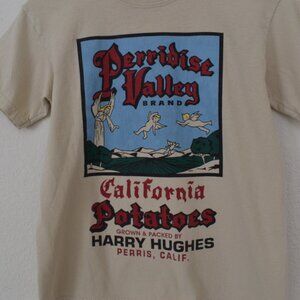 Perridise
Valley
BRAND
California
Potatoes
GROWN & PACKED BY
HARRY HUGHES
PERRIS, CALIF.